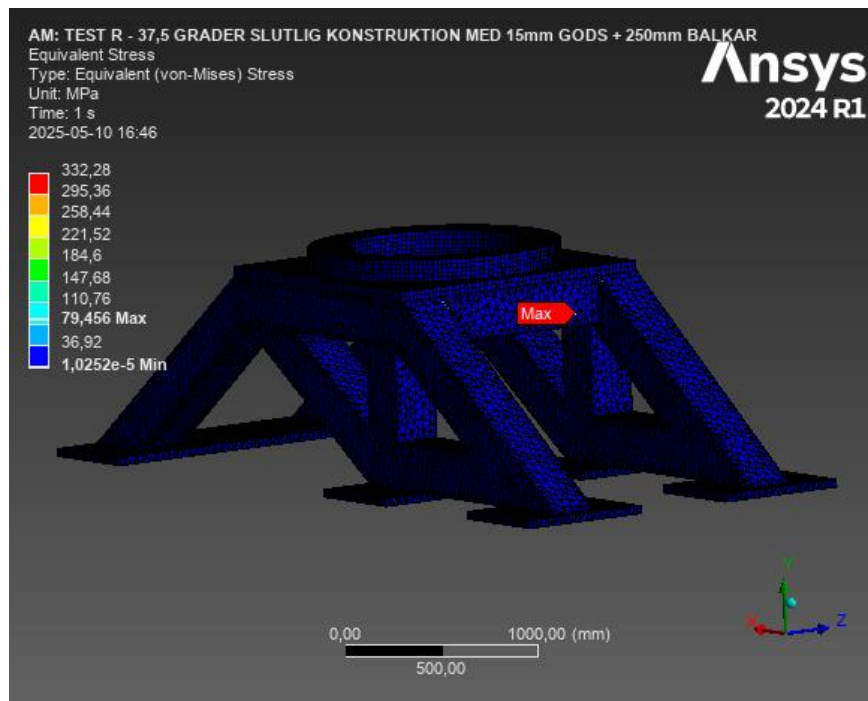 AM: TEST R - 37,5 GRADER SLUTLIG KONSTRUKTION MED 15mm GODS + 250mm BALKAR
Equivalent Stress
Type: Equivalent (von-Mises) Stress
Unit: MPa
Time: 1 s
2025-05-10 16:46
Ansys
2024 R1
332,28
295,36
258,44
221,52
184,6
147,68
110,76
79,456 Max
36,92
1,0252e-5 Min
Max
0,00 1000,00 (mm)
500,00
Y
X
Z